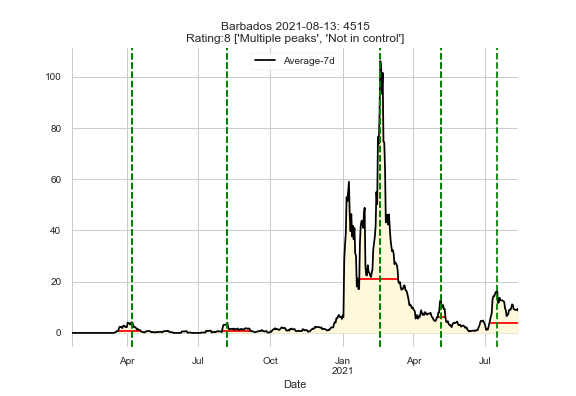 Barbados 2021-08-13: 4515
Rating:8 ['Multiple peaks', 'Not in control']
Average-7d
100
80
60
40
20
0
Apr Jul Oct Jan Apr Jul
2021
Date